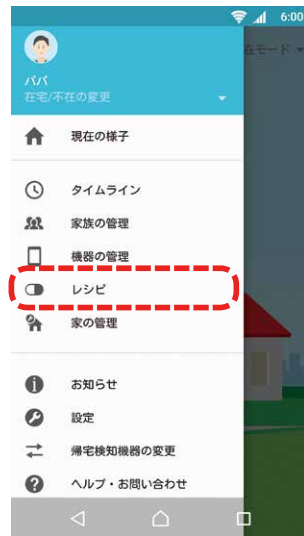 6:00
パパ
在宅/不在の変更
在モード
現在の様子
タイムライン
家族の管理
機器の管理
レシピ
家の管理
お知らせ
設定
帰宅検知機器の変更
ヘルプ・お問い合わせ